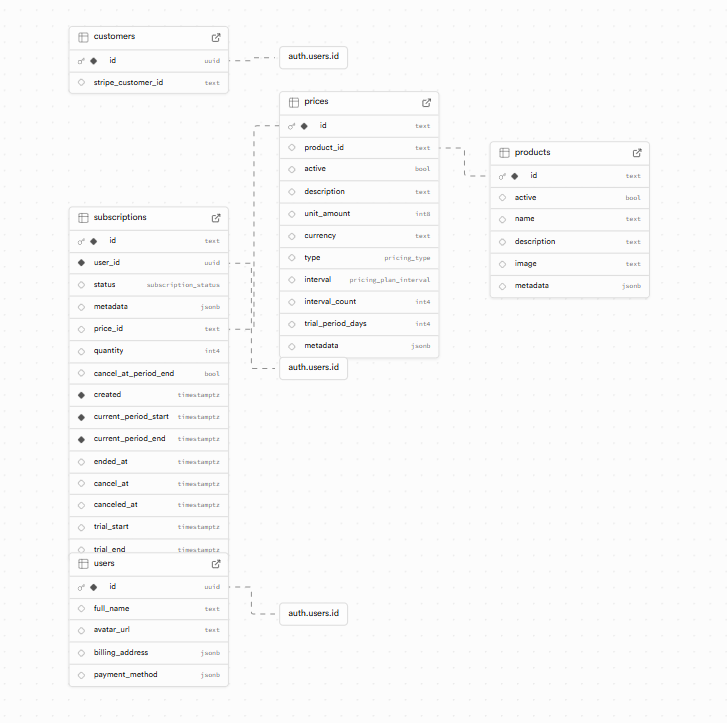 customers
id uuid
stripe_customer_id text
auth.users.id
prices
id text
product_id text
active bool
description text
unit_amount int8
currency text
type pricing_type
interval pricing_plan_interval
interval_count int4
trial_period_days int4
metadata jsonb
auth.users.id
products
id text
active bool
name text
description text
image text
metadata jsonb
subscriptions
id text
user_id uuid
status subscription_status
metadata jsonb
price_id text
quantity int4
cancel_at_period_end bool
created timestamptz
current_period_start timestamptz
current_period_end timestamptz
ended_at timestamptz
cancel_at timestamptz
canceled_at timestamptz
trial_start timestamptz
trial_end timestamptz
users
id uuid
full_name text
avatar_url text
billing_address jsonb
payment_method jsonb
auth.users.id